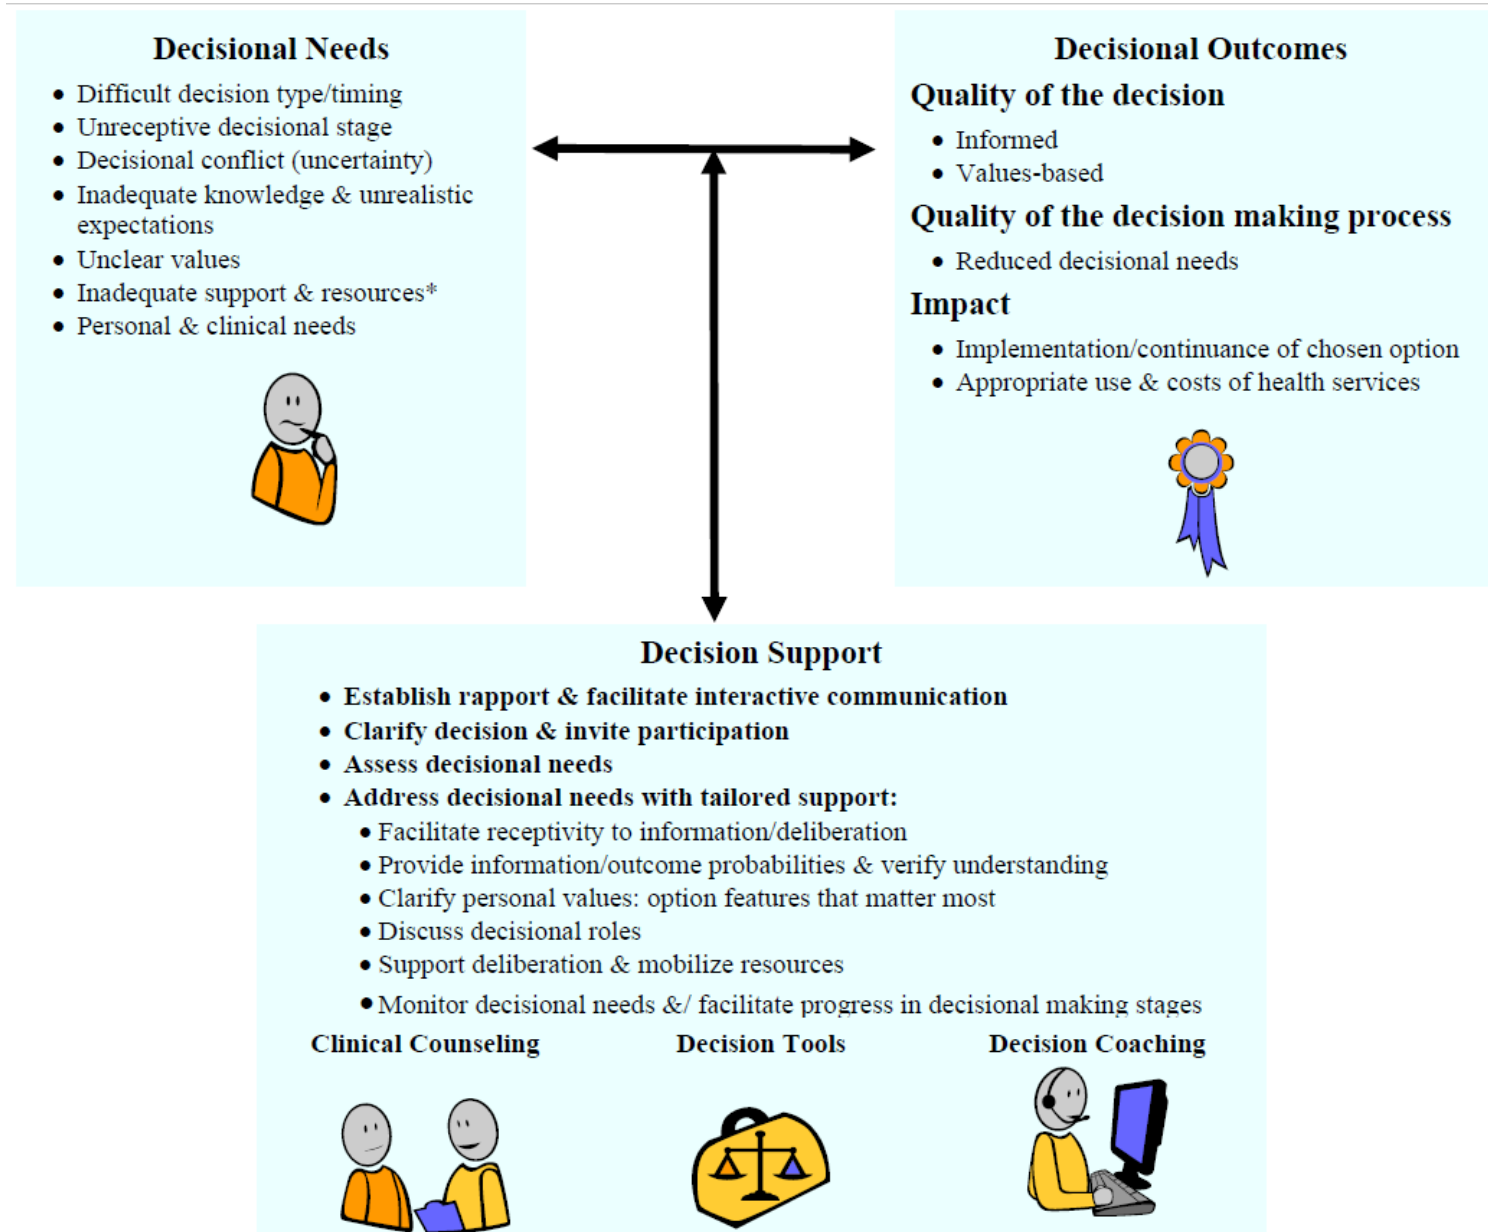 Decisional Needs
• Difficult decision type/timing
• Unreceptive decisional stage
• Decisional conflict (uncertainty)
• Inadequate knowledge & unrealistic
expectations
• Unclear values
• Inadequate support & resources*
• Personal & clinical needs
Decisional Outcomes
Quality of the decision
• Informed
• Values-based
Quality of the decision making process
• Reduced decisional needs
Impact
• Implementation/continuance of chosen option
• Appropriate use & costs of health services
Decision Support
• Establish rapport & facilitate interactive communication
• Clarify decision & invite participation
• Assess decisional needs
• Address decisional needs with tailored support:
• Facilitate receptivity to information/deliberation
• Provide information/outcome probabilities & verify understanding
• Clarify personal values: option features that matter most
• Discuss decisional roles
• Support deliberation & mobilize resources
• Monitor decisional needs &/ facilitate progress in decisional making stages
Clinical Counseling
Decision Tools
Decision Coaching